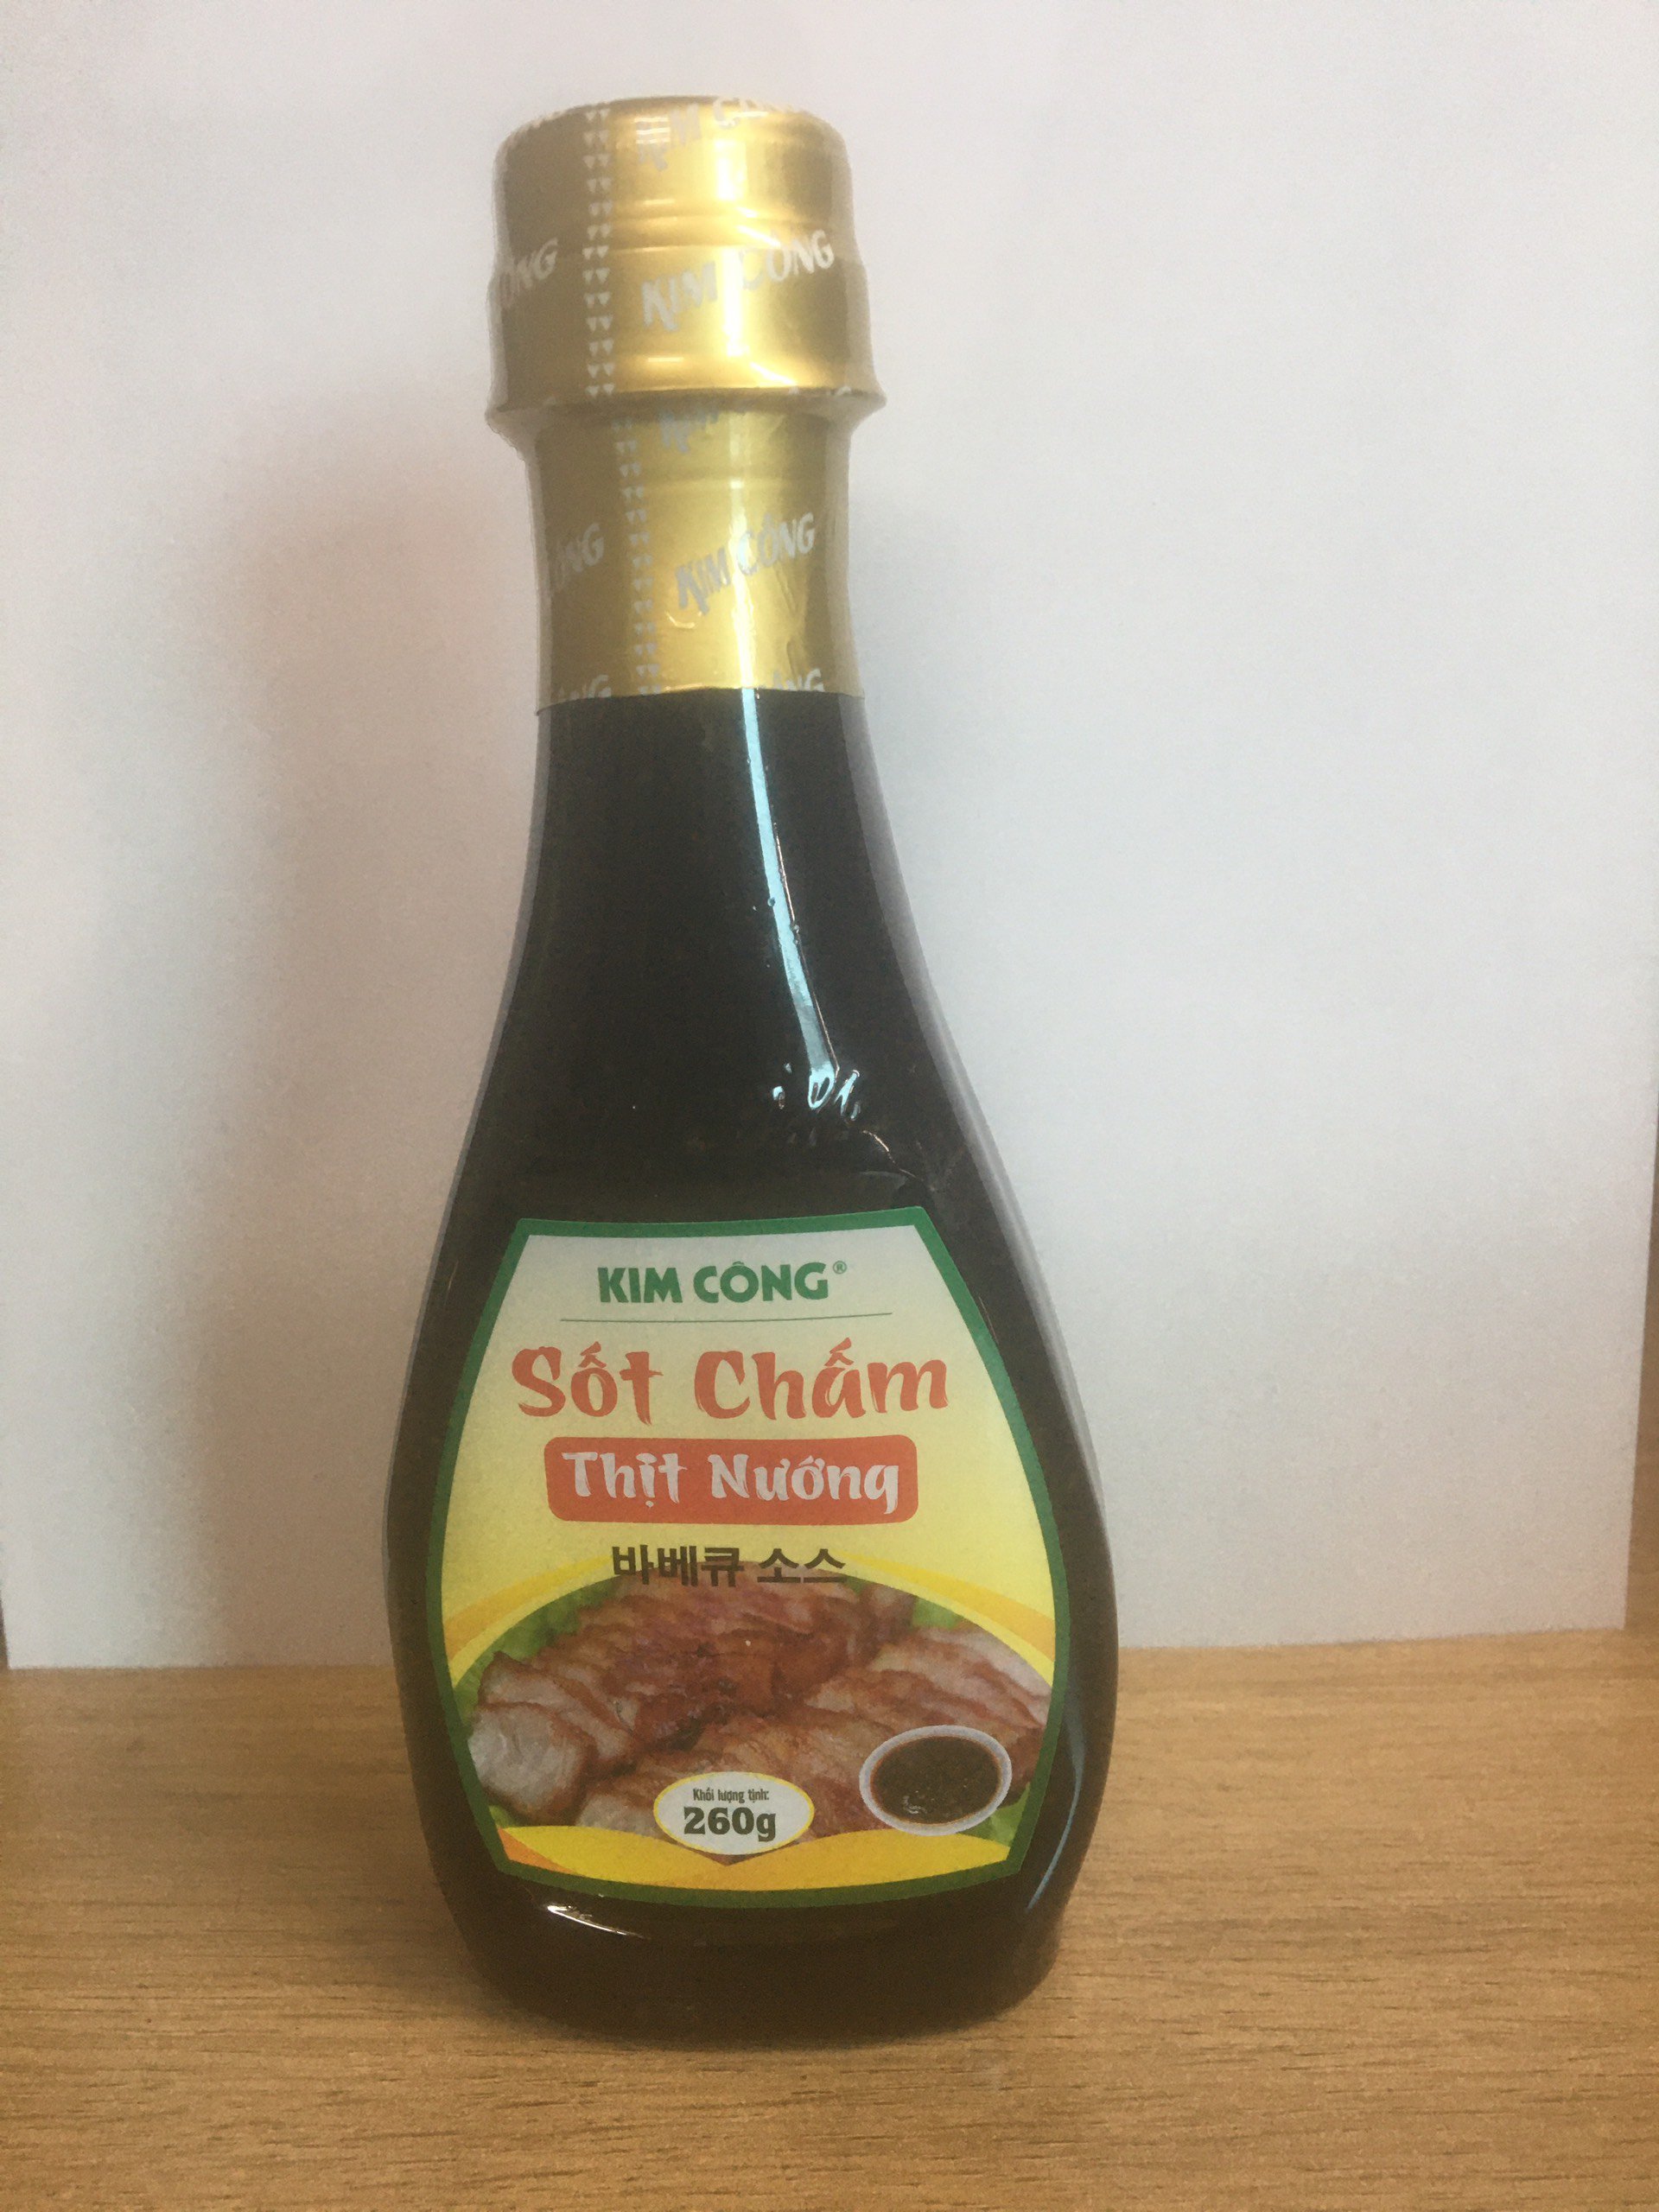 KIM CÔNG
KIM CÔNG
KIM CÔNG®
Sốt Chấm
Thịt Nướng
바베큐 소스
Khối lượng tịnh:
260g